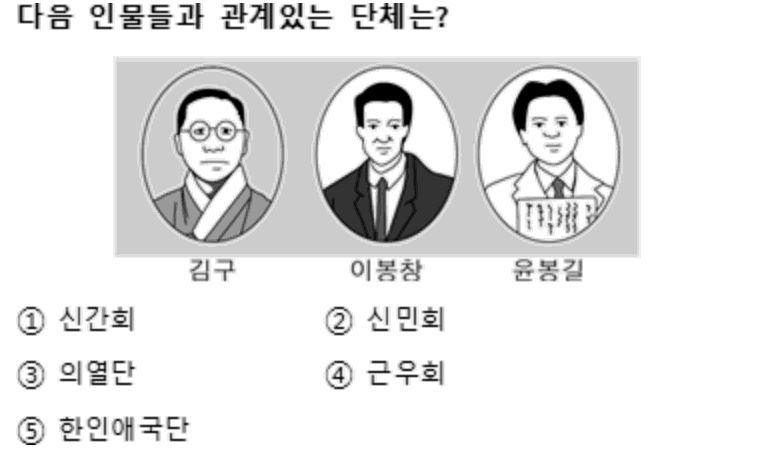 다음 인물들과 관계있는 단체는?
김구 이봉창 윤봉길
① 신간회 ② 신민회
③ 의열단 ④ 근우회
⑤ 한인애국단